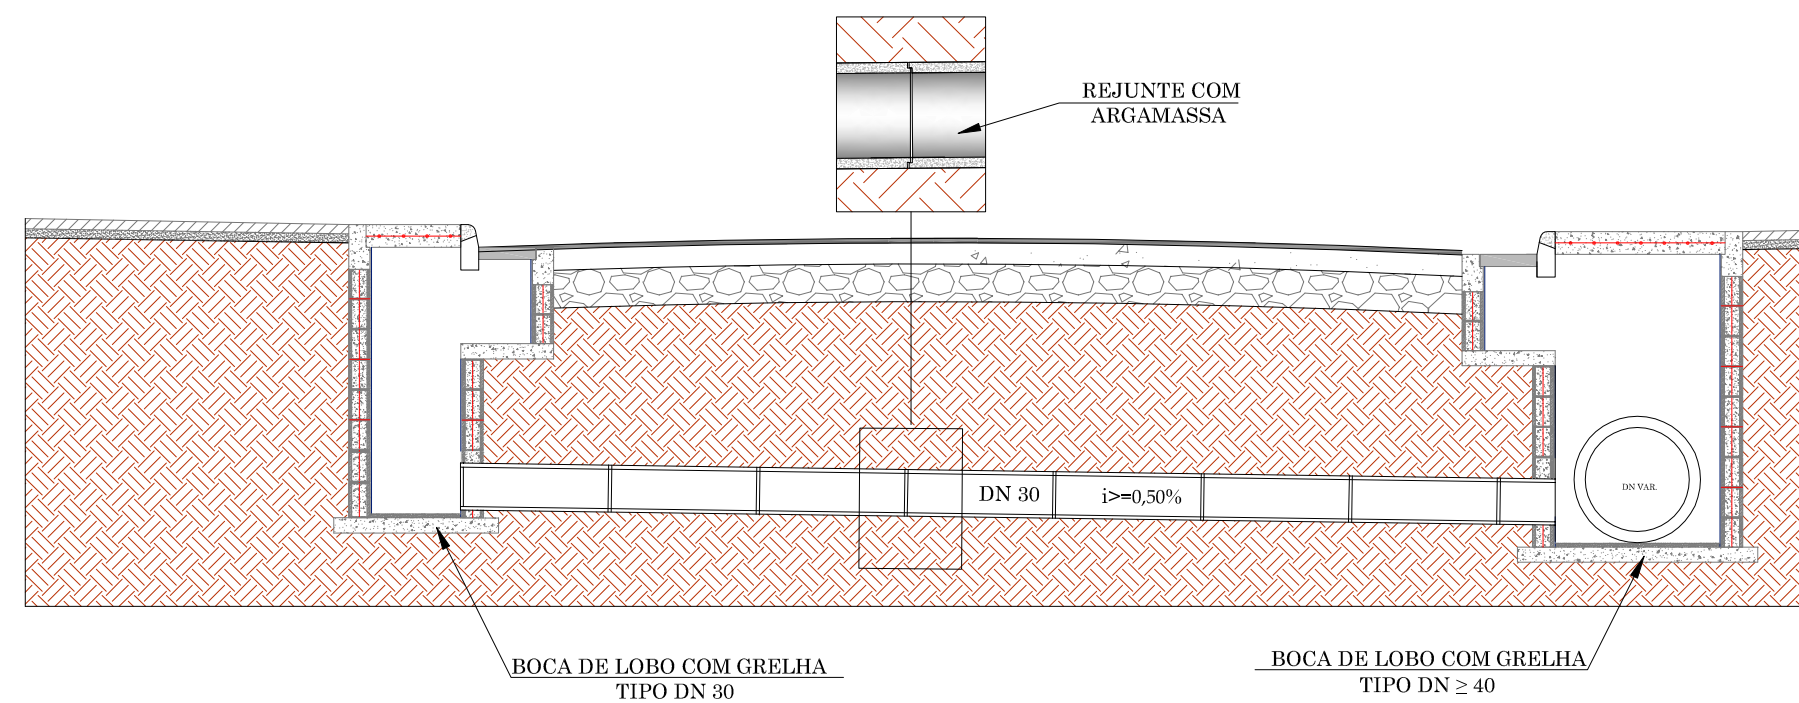 REJUNTE COM
ARGAMASSA
DN 30
i>=0,50%
DN VAR.
BOCA DE LOBO COM GRELHA
TIPO DN 30
BOCA DE LOBO COM GRELHA
TIPO DN ≥ 40